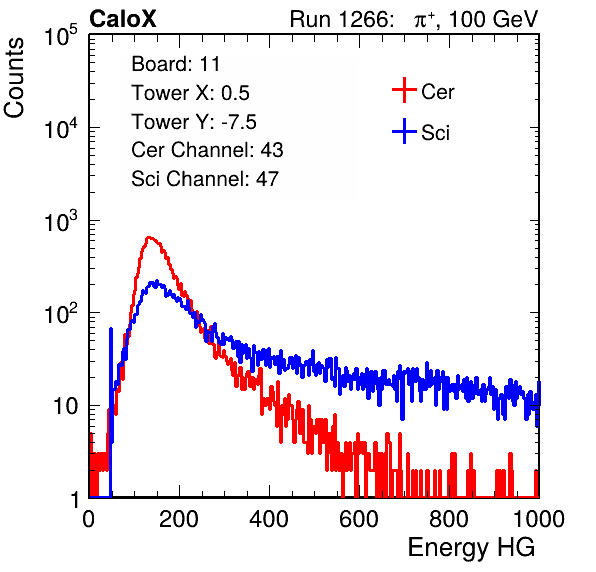 CaloX Run 1266: π⁺, 100 GeV
Board: 11
Tower X: 0.5
Tower Y: -7.5
Cer Channel: 43
Sci Channel: 47
Cer
Sci
Counts
10⁵
10⁴
10³
10²
10
1
0 200 400 600 800 1000
Energy HG